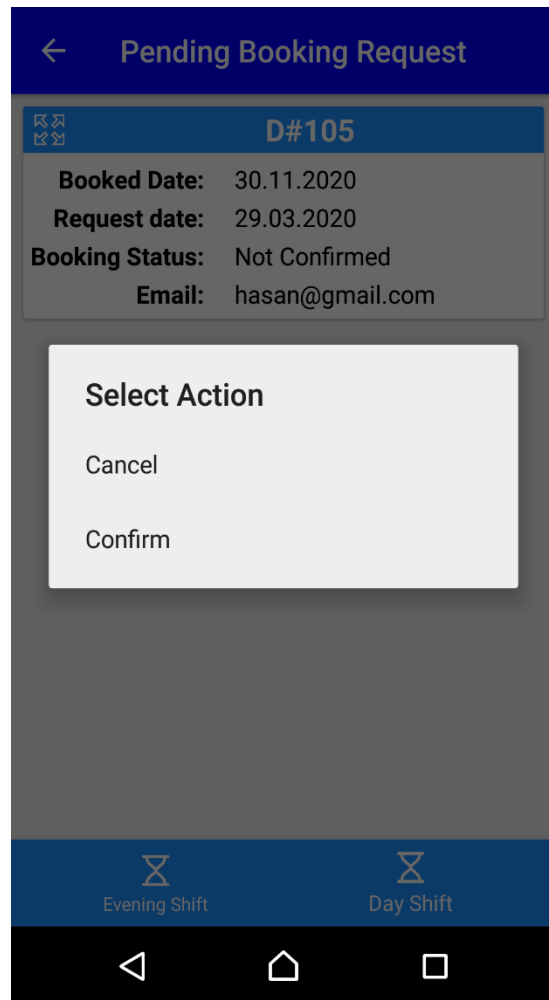 Pending Booking Request
D#105
Booked Date: 30.11.2020
Request date: 29.03.2020
Booking Status: Not Confirmed
Email: hasan@gmail.com
Select Action
Cancel
Confirm
Evening Shift Day Shift